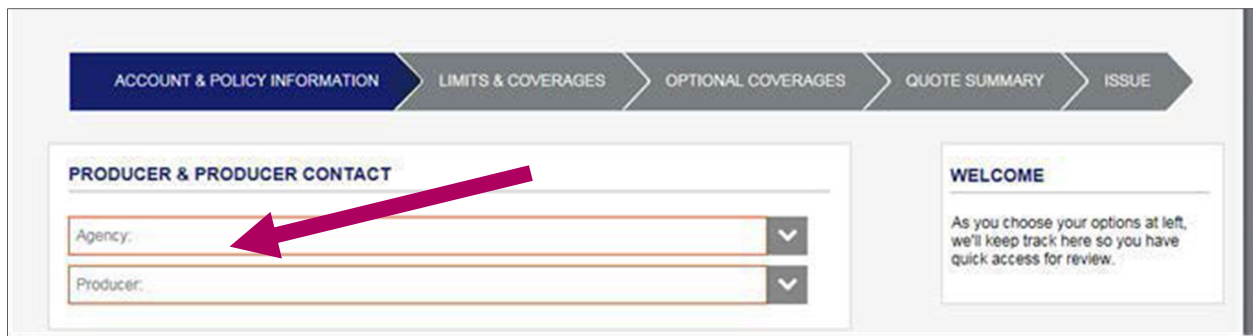 ACCOUNT & POLICY INFORMATION LIMITS & COVERAGES OPTIONAL COVERAGES QUOTE SUMMARY ISSUE
PRODUCER & PRODUCER CONTACT
Agency:
Producer:
WELCOME
As you choose your options at left,
we'll keep track here so you have
quick access for review.